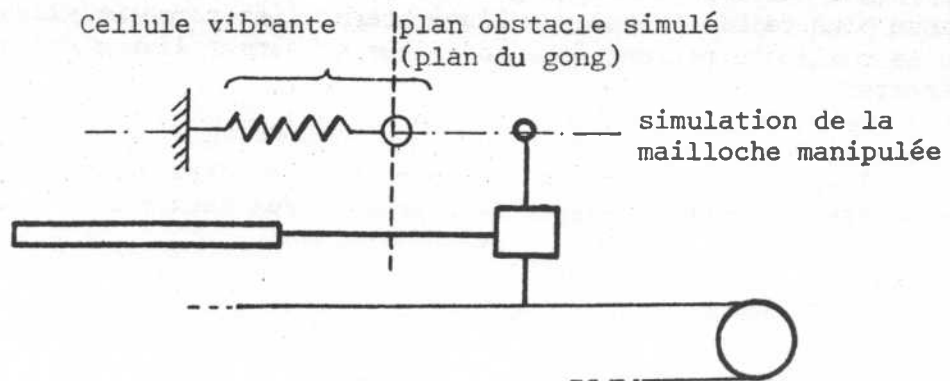 Cellule vibrante
plan obstacle simulé
(plan du gong)
simulation de la
mailloche manipulée